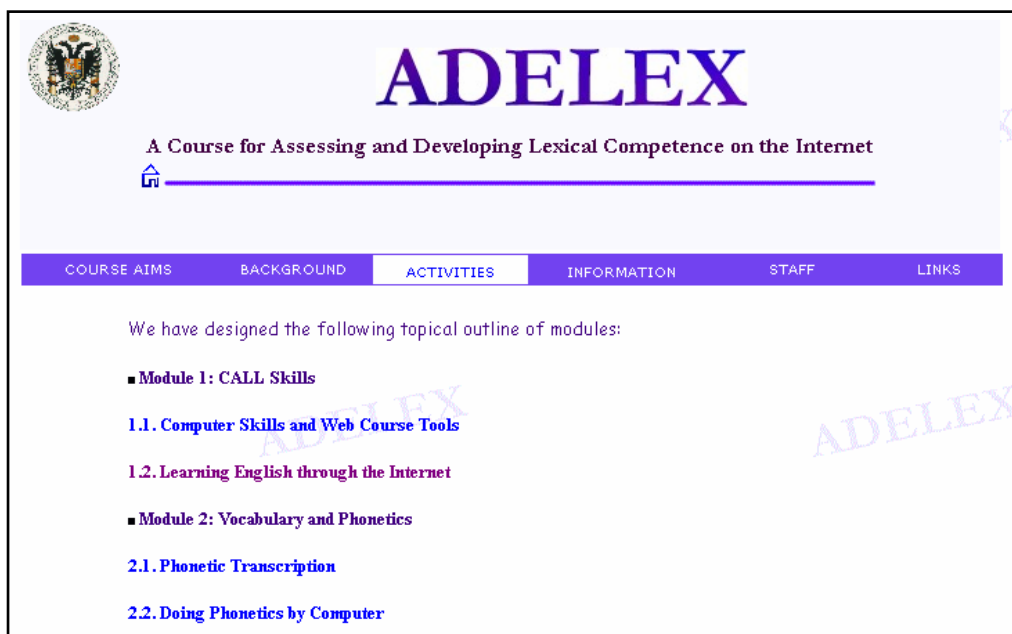 ADELEX
A Course for Assessing and Developing Lexical Competence on the Internet
COURSE AIMS BACKGROUND ACTIVITIES INFORMATION STAFF LINKS
We have designed the following topical outline of modules:
Module 1: CALL Skills
ADELEX
1.1. Computer Skills and Web Course Tools
ADELEX
1.2. Learning English through the Internet
Module 2: Vocabulary and Phonetics
2.1. Phonetic Transcription
2.2. Doing Phonetics by Computer